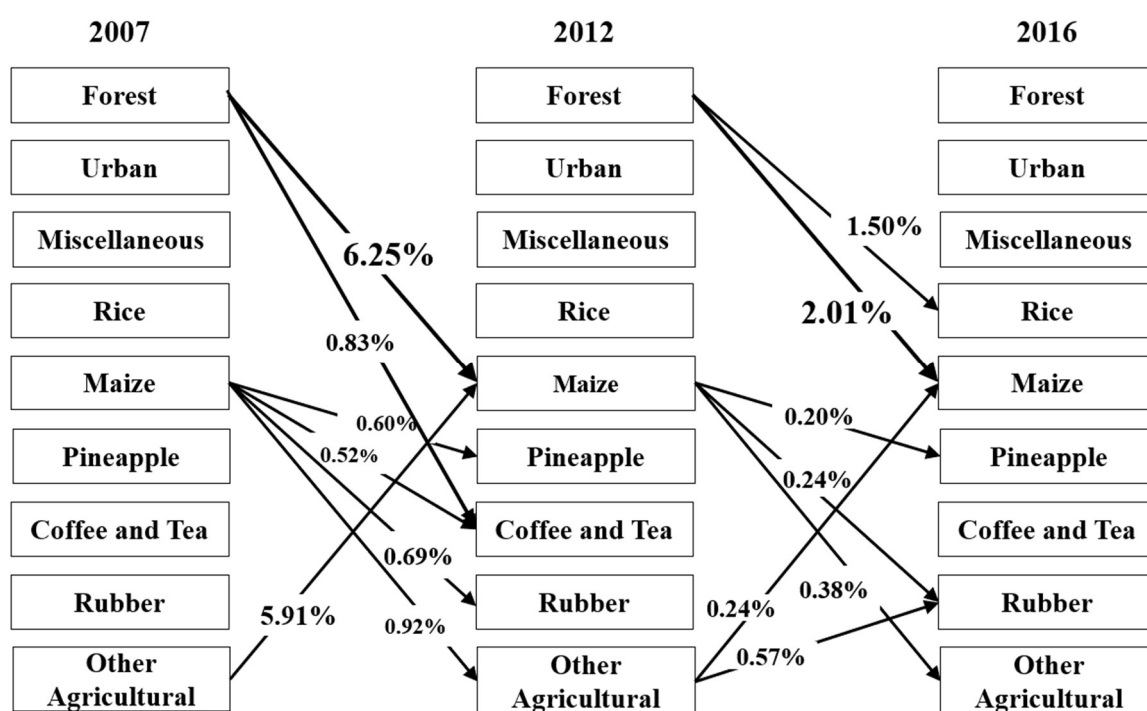 2007
2012
2016
Forest
Forest
Forest
Urban
Urban
Urban
Miscellaneous
Miscellaneous
Miscellaneous
1.50%
6.25%
Rice
Rice
2.01%
Rice
0.83%
Maize
Maize
Maize
0.60%
0.20%
Pineapple
0.52%
Pineapple
0.24%
Pineapple
Coffee and Tea
Coffee and Tea
Coffee and Tea
0.69%
Rubber
5.91%
0.92%
Rubber
0.24%
0.38%
Rubber
0.57%
Other
Agricultural
Other
Agricultural
Other
Agricultural